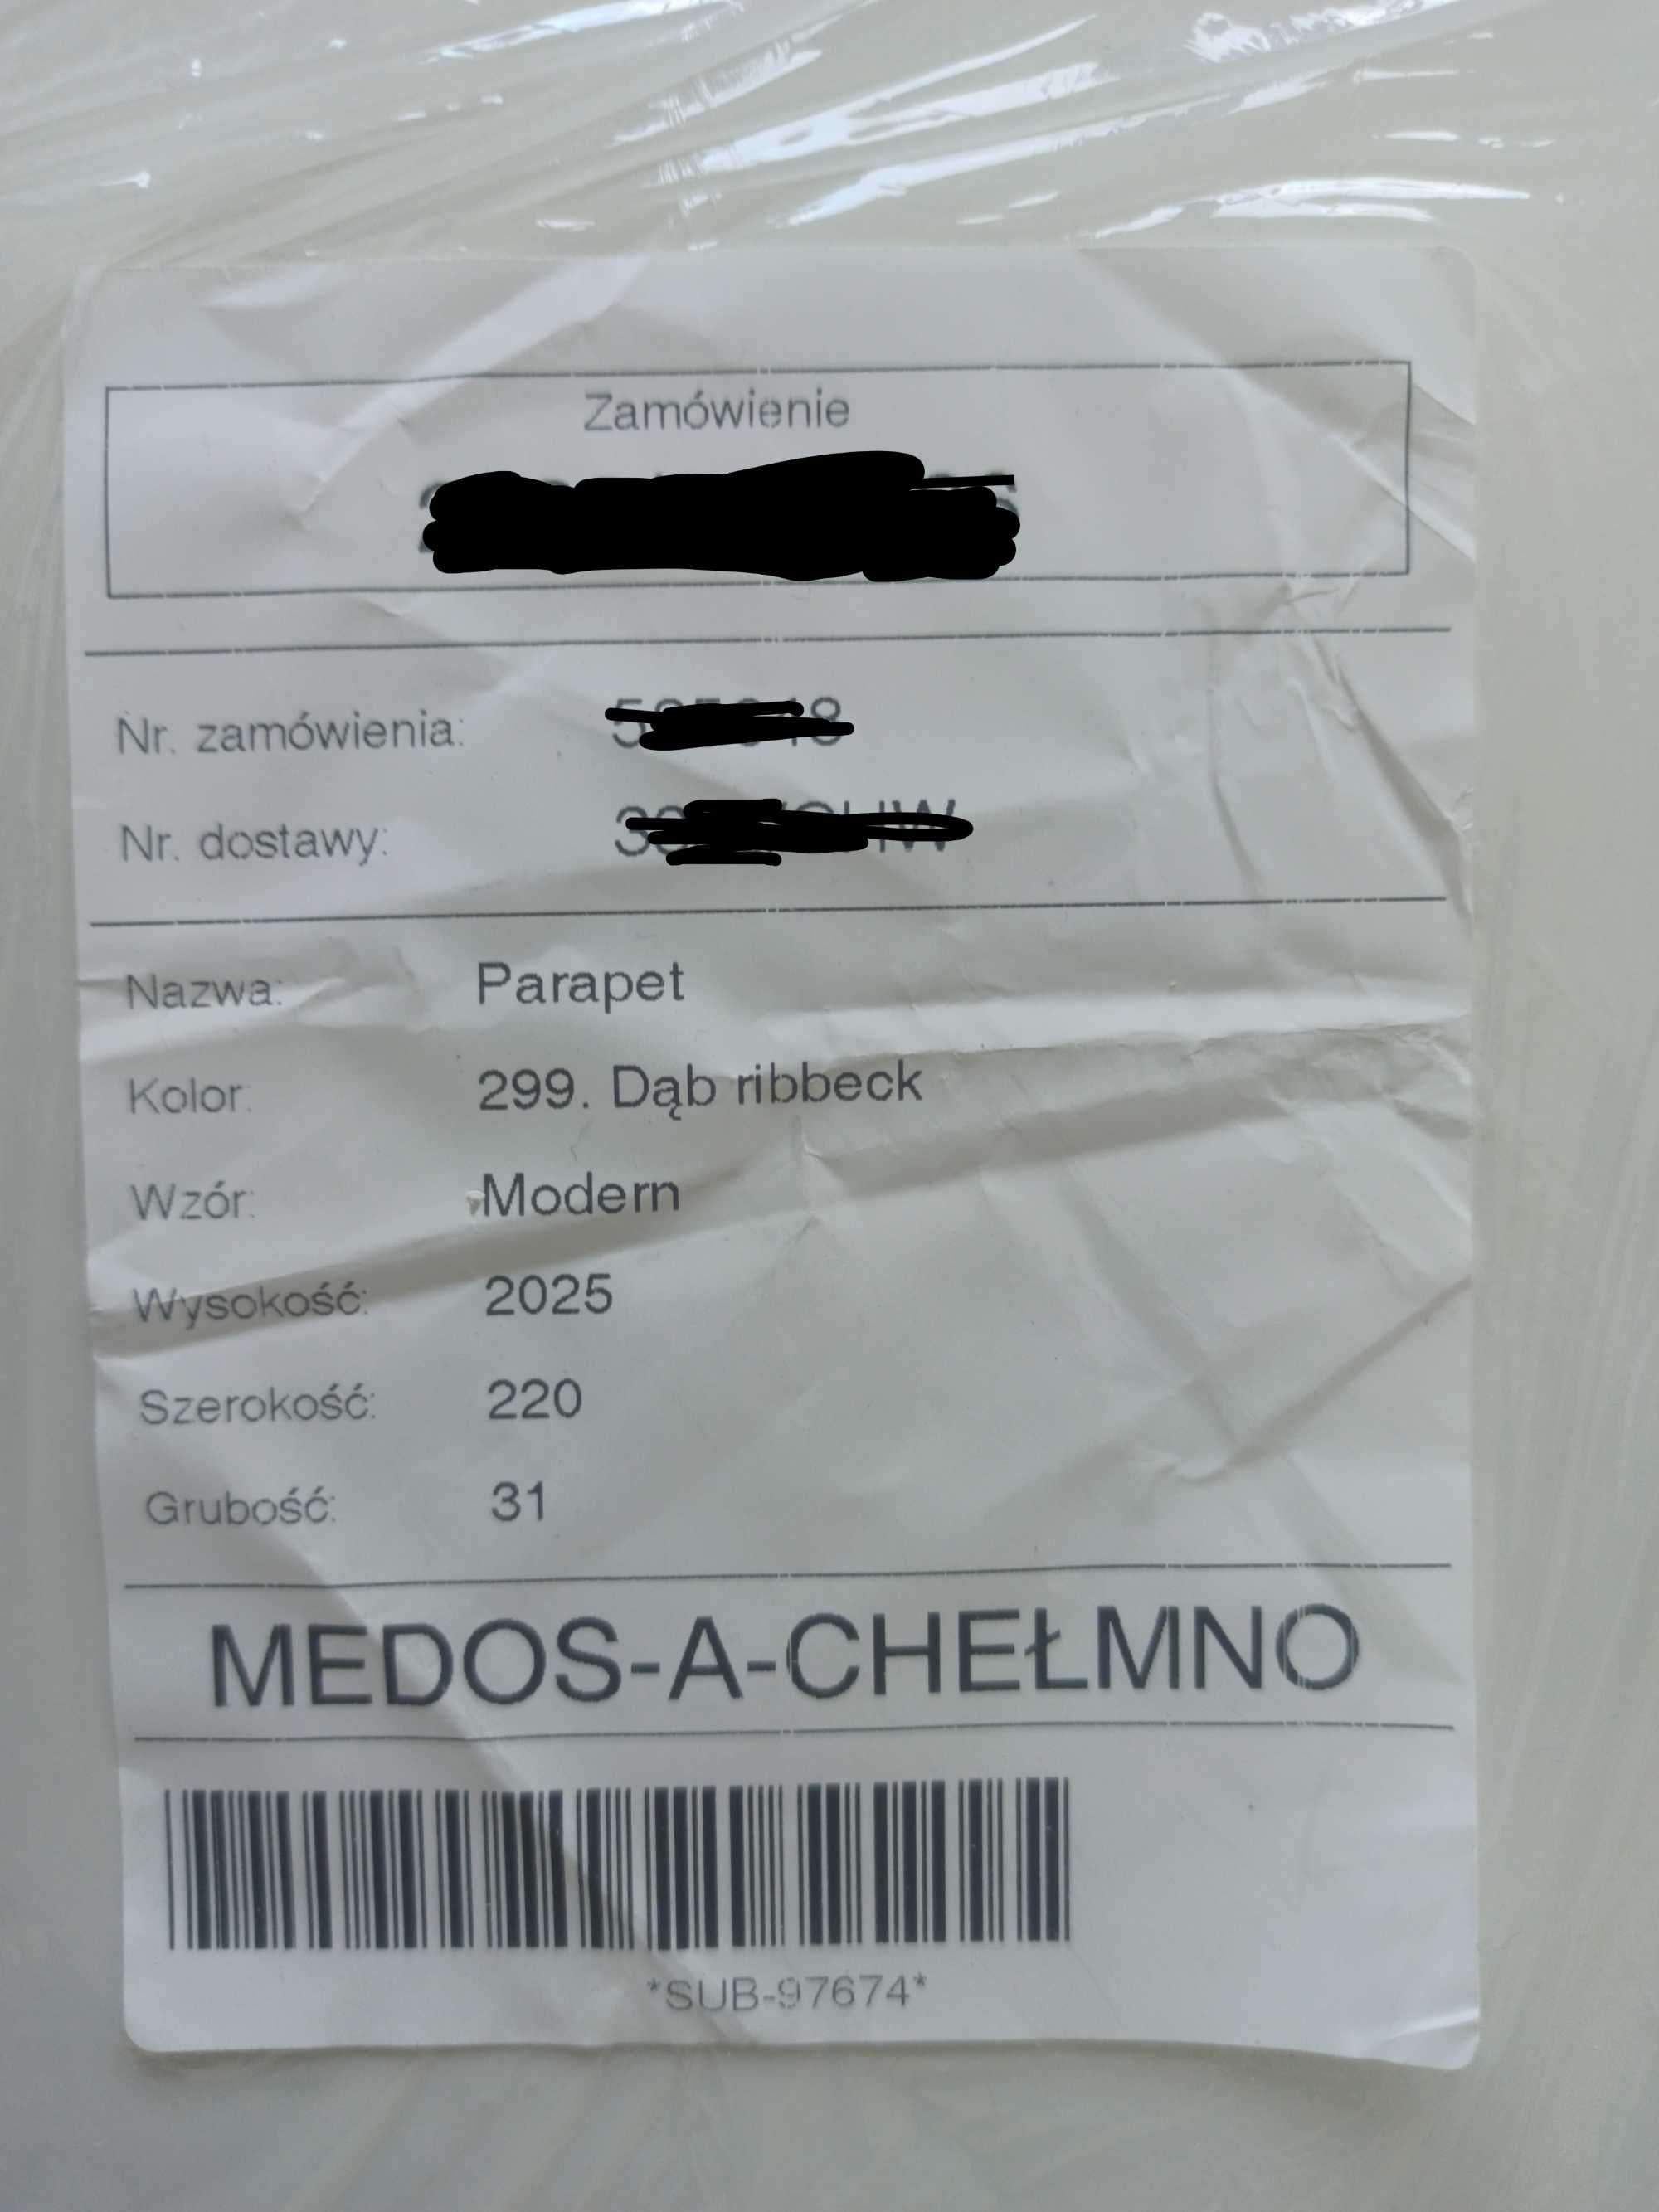 Zamówienie
Nr. zamówienia:
Nr. dostawy:
Nazwa: Parapet
Kolor: 299. Dąb ribbeck
Wzór: Modern
Wysokość: 2025
Szerokość: 220
Grubość: 31
MEDOS-A-CHEŁMNO
*SUB-97674*